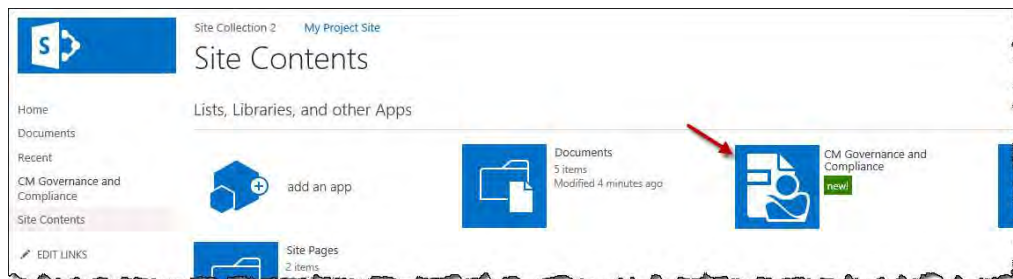 S
Site Collection 2 My Project Site
Site Contents
Home
Documents
Recent
CM Governance and
Compliance
Site Contents
EDIT LINKS
Lists, Libraries, and other Apps
add an app
Documents
5 items
Modified 4 minutes ago
CM Governance and
Compliance
new!
Site Pages
2 items